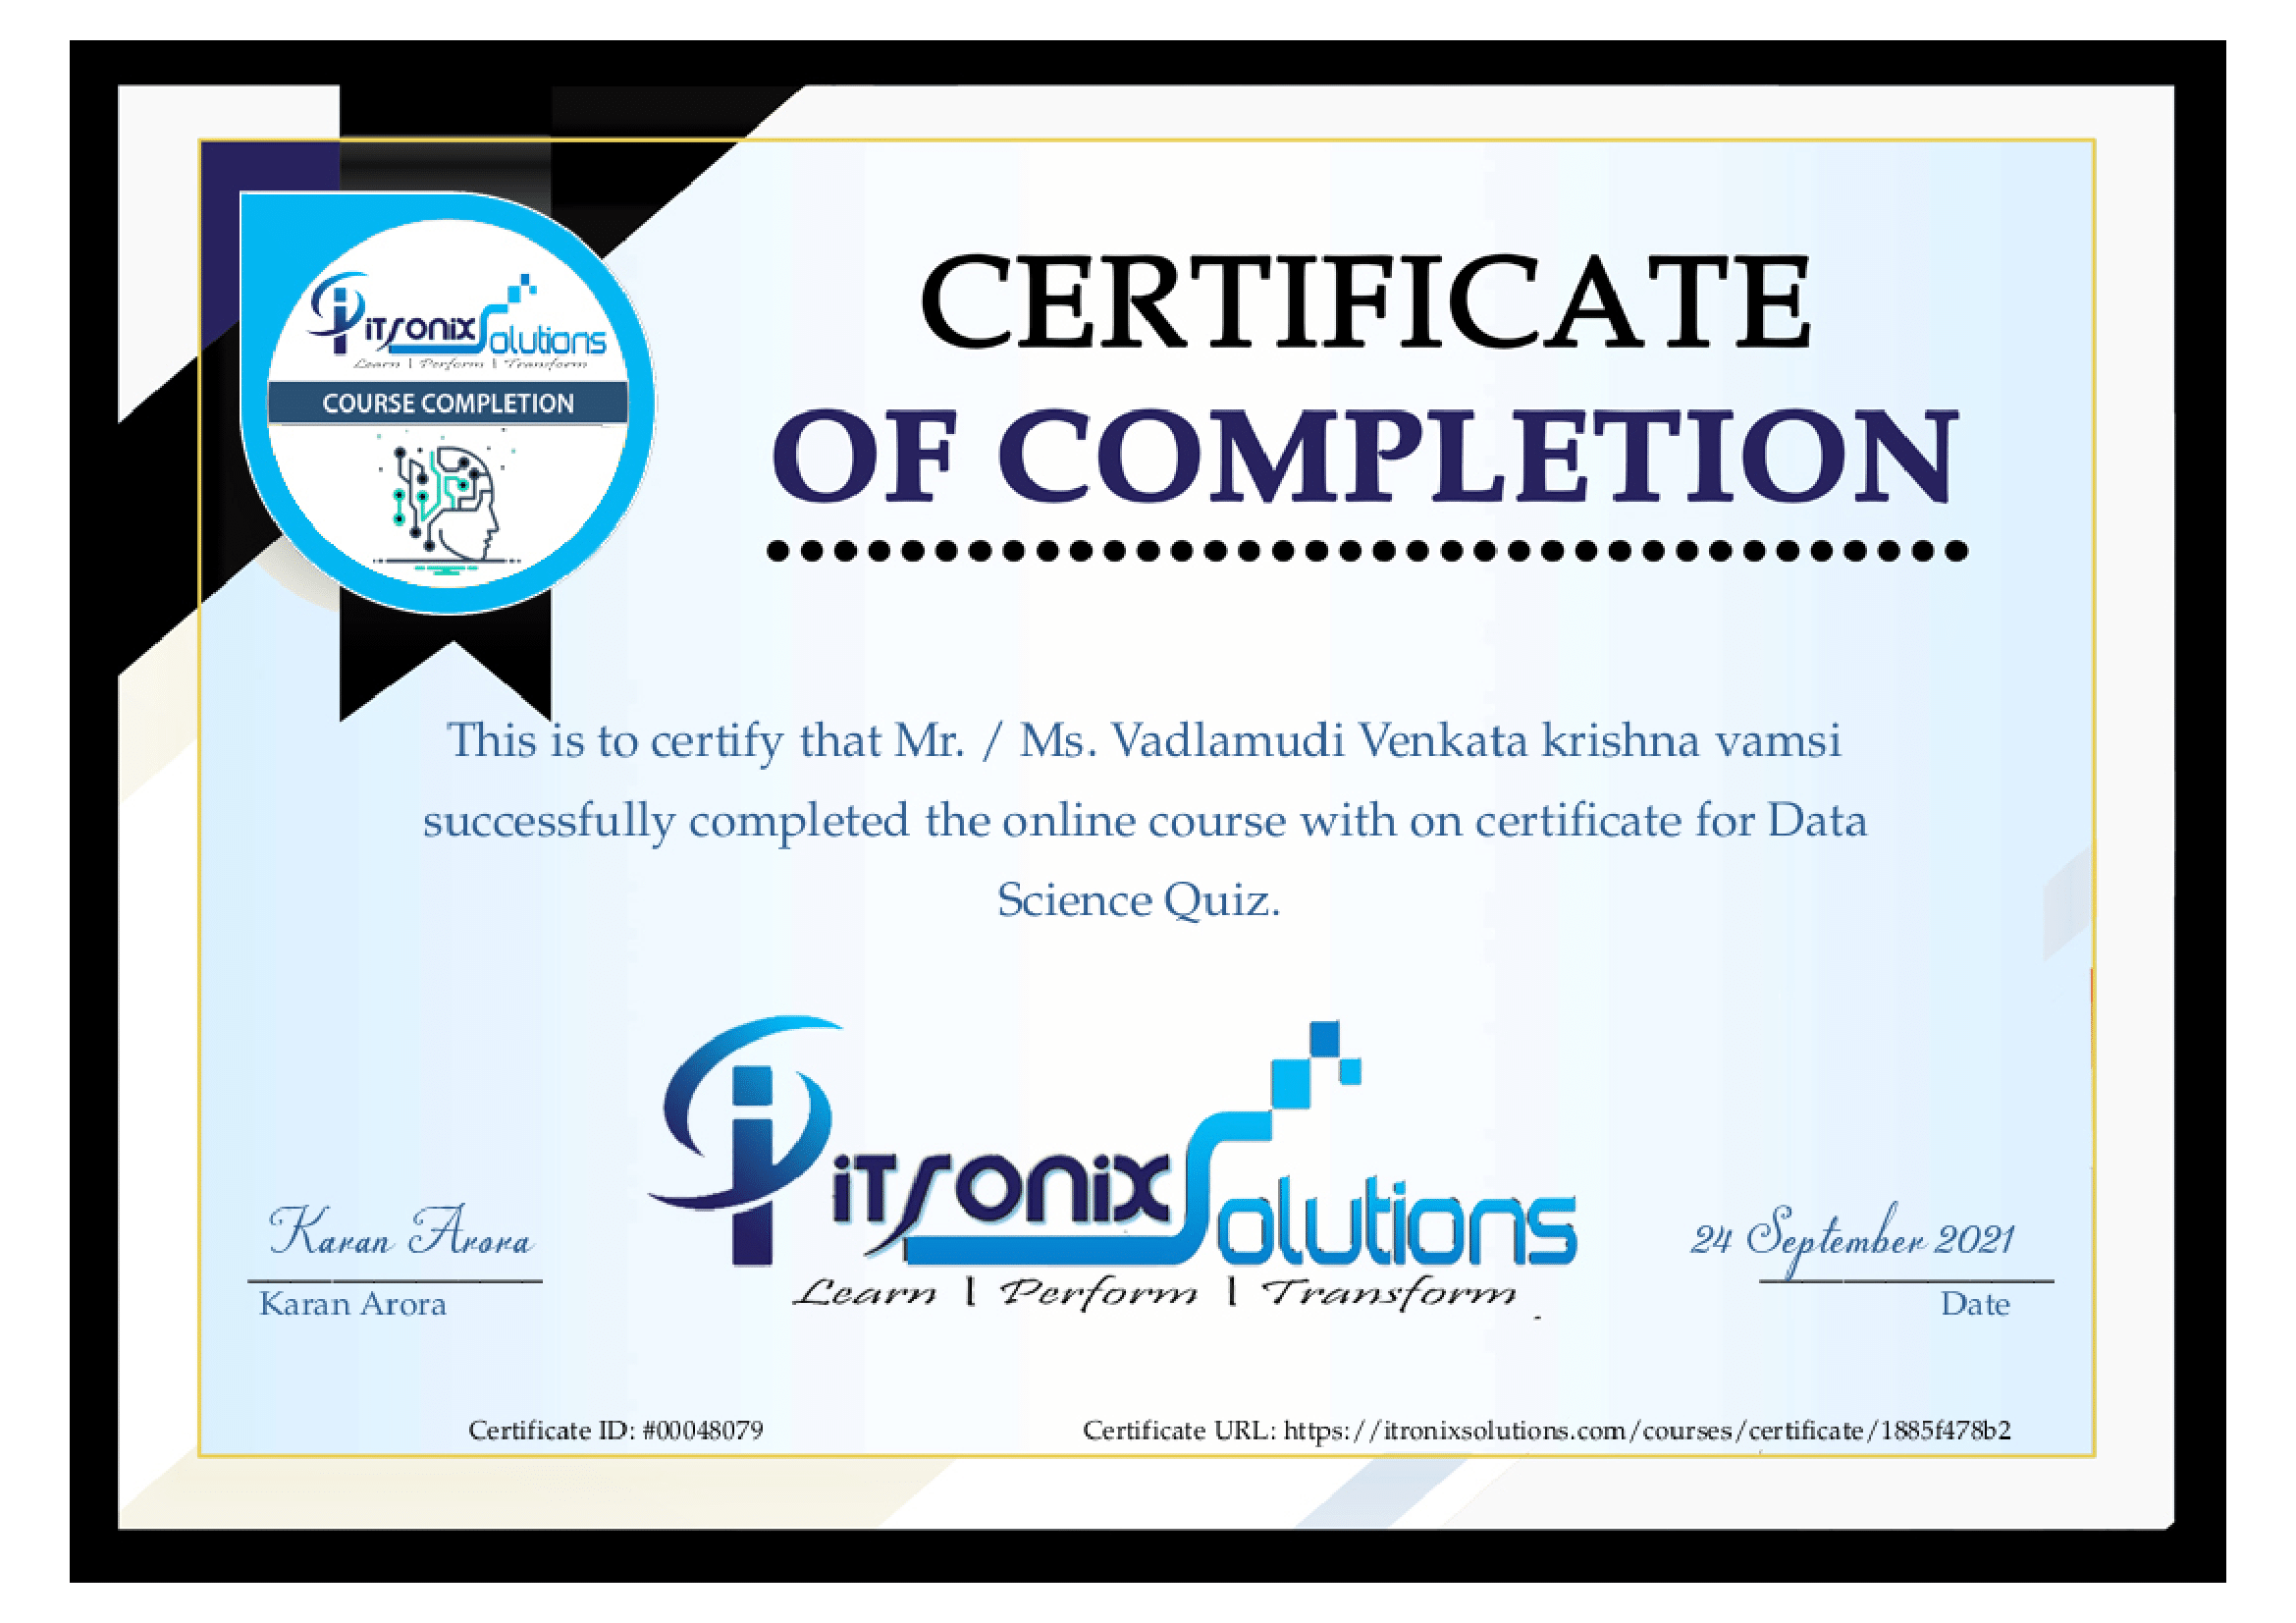 iTronix Solutions
Learn | Perform | Transform
COURSE COMPLETION
CERTIFICATE
OF COMPLETION
This is to certify that Mr. / Ms. Vadlamudi Venkata krishna vamsi
successfully completed the online course with on certificate for Data
Science Quiz.
iTronix Solutions
Learn | Perform | Transform
Karan Arora
Karan Arora
24 September 2021
Date
Certificate ID: #00048079
Certificate URL: https://itronixsolutions.com/courses/certificate/1885f478b2